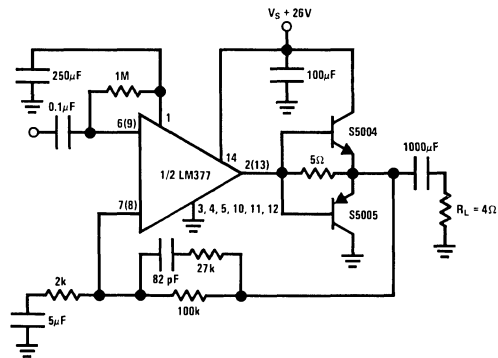 VS + 26V
250μF
1M
100μF
0.1μF
6(9)
1
14
S5004
1/2 LM377
2(13)
5Ω
1000μF
7(8)
3, 4, 5, 10, 11, 12
S5005
RL = 4Ω
82 pF
27k
2k
100k
5μF